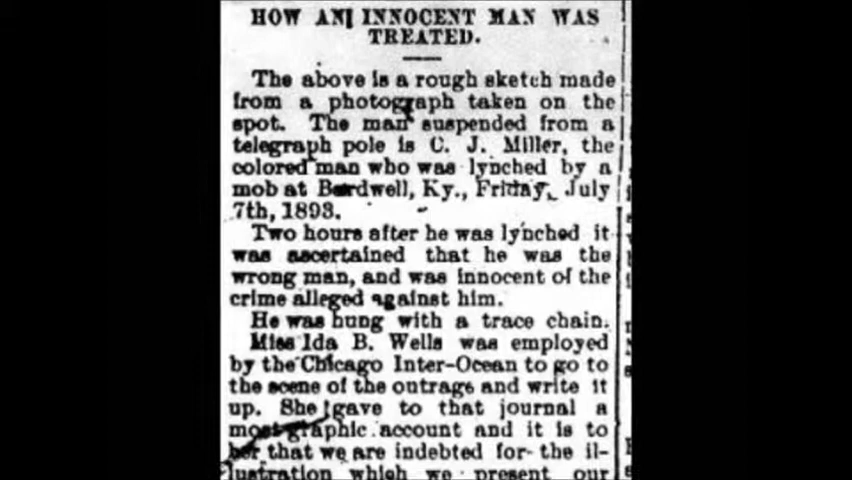 HOW AN INNOCENT MAN WAS
TREATED.
The above is a rough sketch made
from a photograph taken on the
spot. The man suspended from a
telegraph pole is C. J. Miller, the
colored man who was lynched by a
mob at Bardwell, Ky., Friday, July
7th, 1893.
Two hours after he was lynched it
was ascertained that he was the
wrong man, and was innocent of the
crime alleged against him.
He was hung with a trace chain.
Miss Ida B. Wells was employed
by the Chicago Inter-Ocean to go to
the scene of the outrage and write it
up. She gave to that journal a
most graphic account and it is to
her that we are indebted for the il-
lustration which we present our